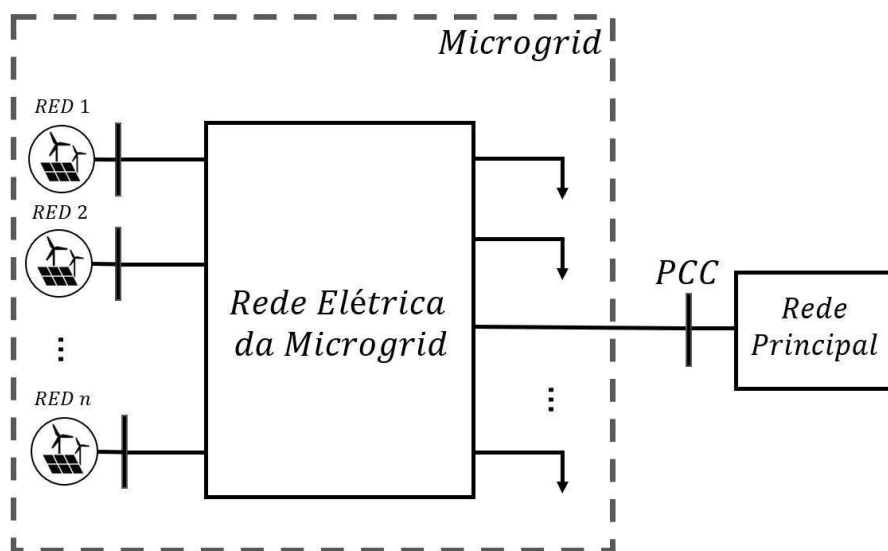 Microgrid
RED 1
RED 2
...
RED n
Rede Elétrica
da Microgrid
...
PCC
Rede
Principal